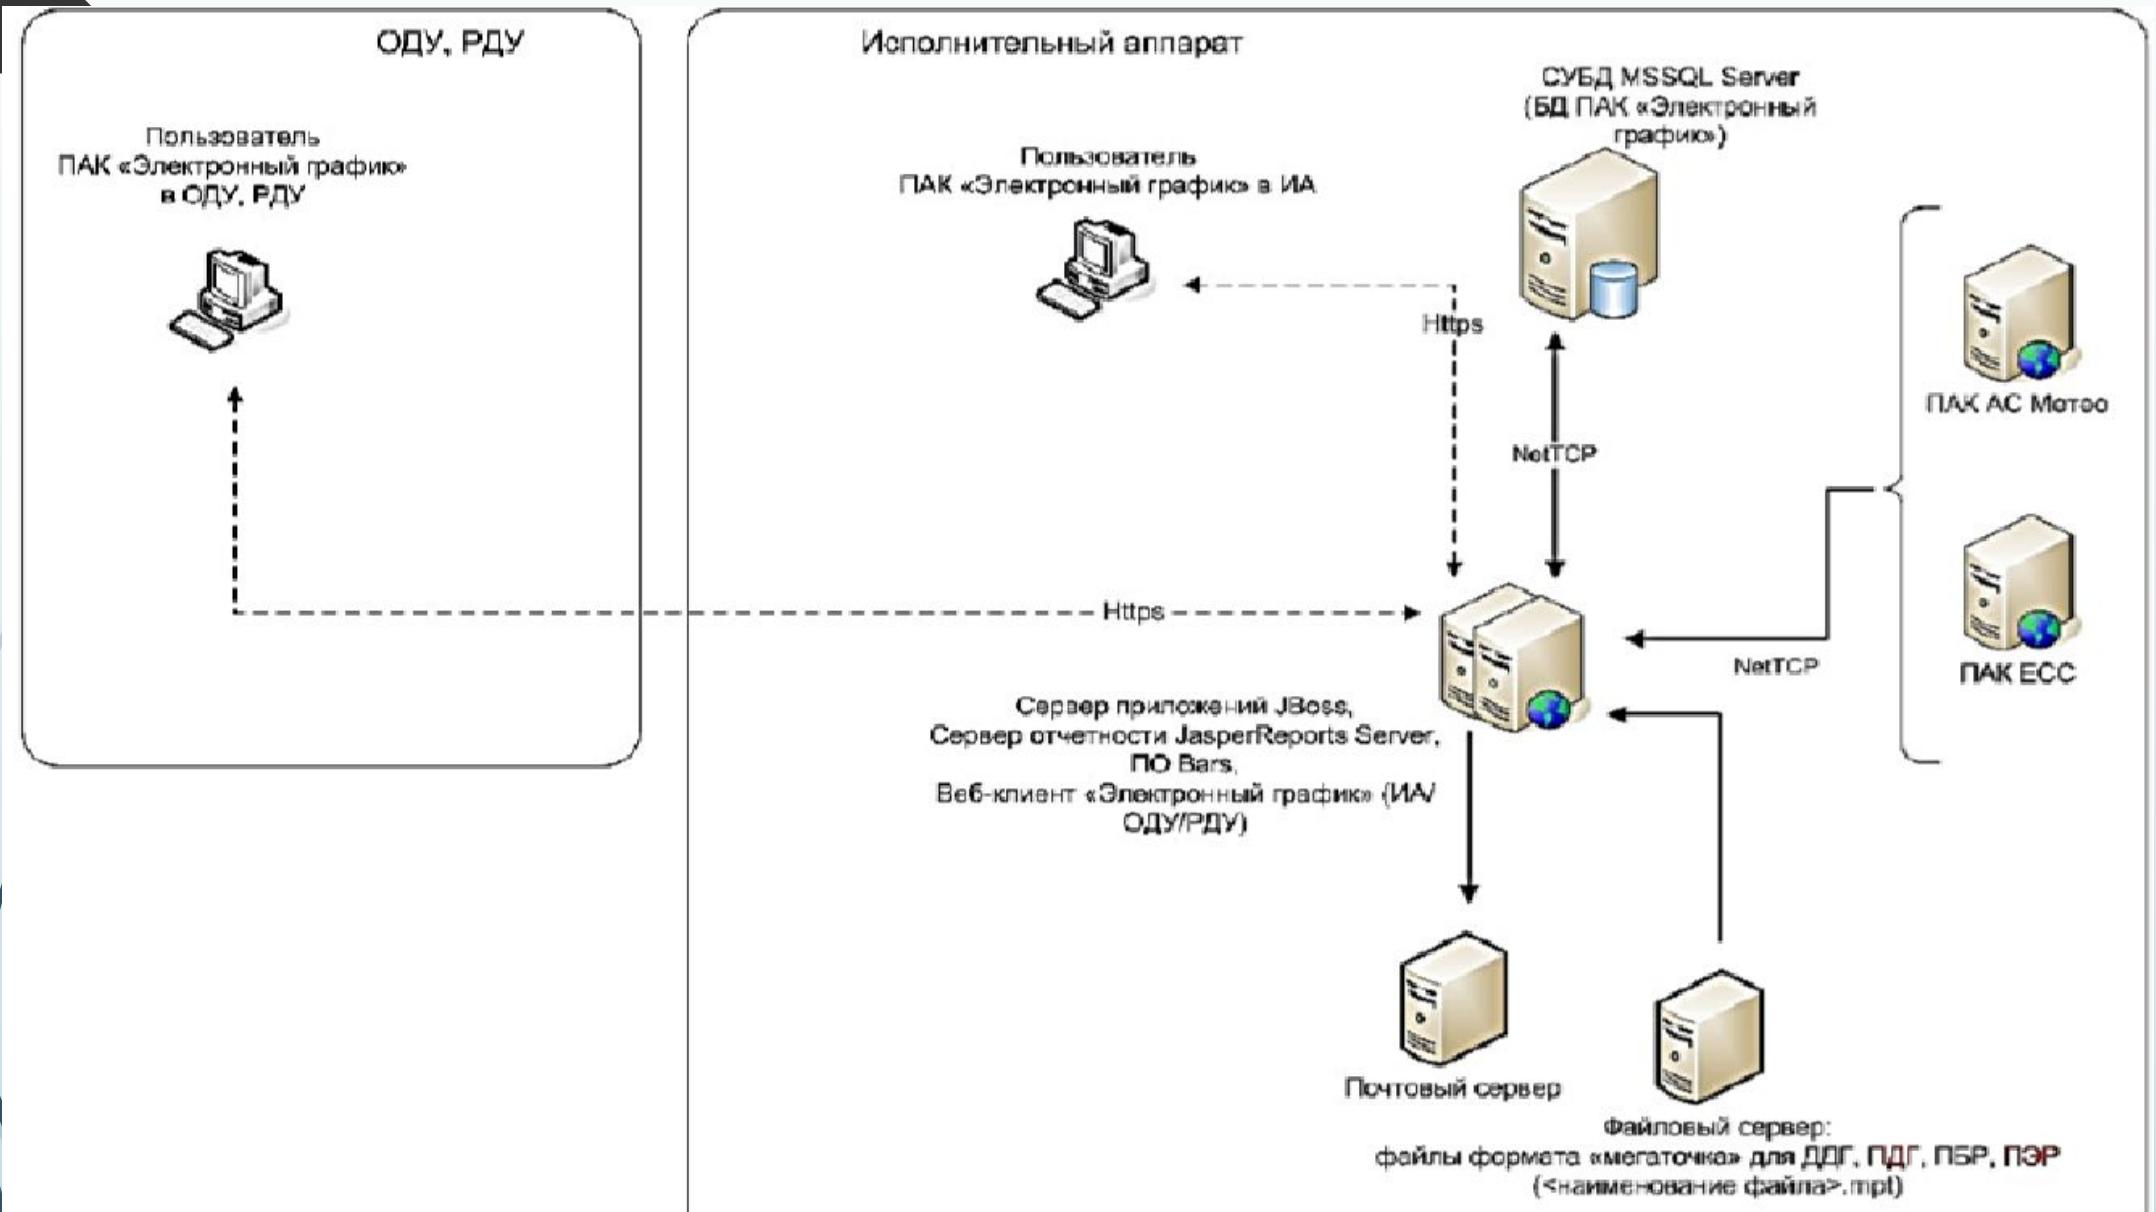 ОДУ, РДУ
Пользователь
ПАК «Электронный график»
в ОДУ, РДУ
Исполнительный аппарат
Пользователь
ПАК «Электронный график» в ИА
СУБД MSSQL Server
(БД ПАК «Электронный
график»)
Https
NetTCP
ПАК АС Метео
Https
NetTCP
ПАК ЕСС
Сервер приложений JBoss,
Сервер отчетности JasperReports Server,
ПО Bars,
Веб-клиент «Электронный график» (ИА/
ОДУ/РДУ)
Почтовый сервер
Файловый сервер:
файлы формата «мегаточка» для ДДГ, ПДГ, ПБР, ПЭР
(<наименование файла>.mpt)